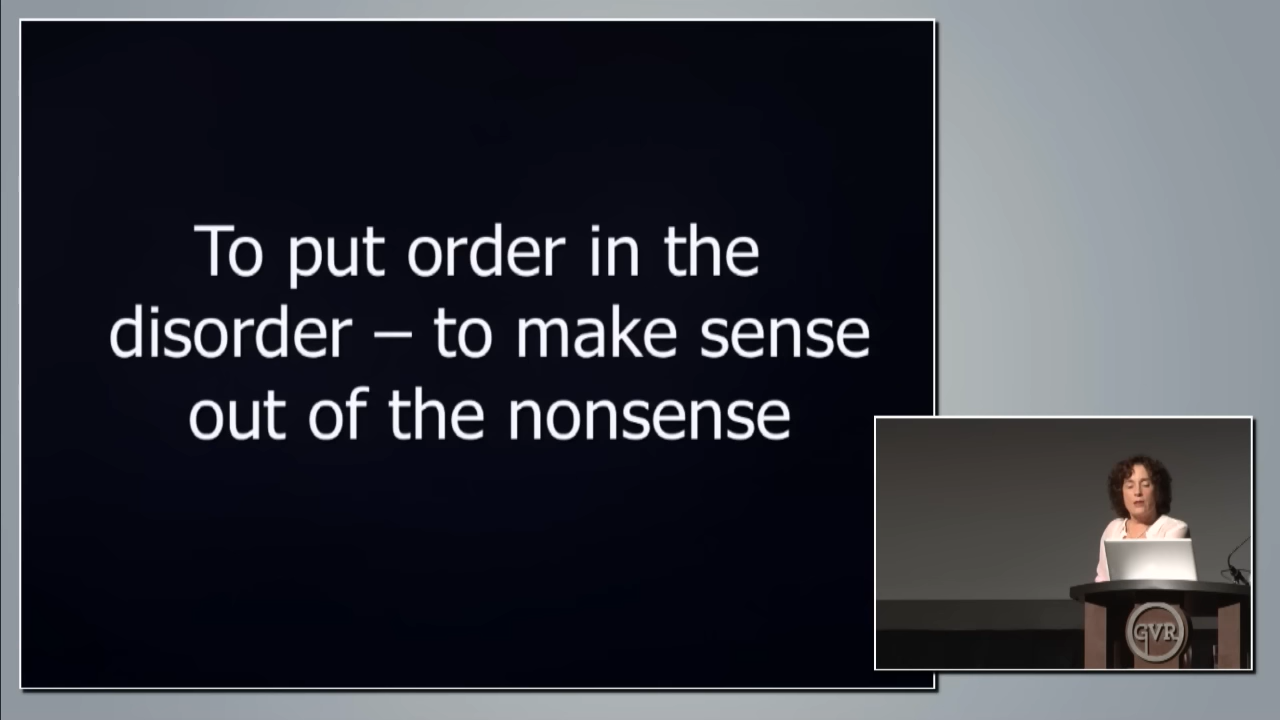 To put order in the
disorder – to make sense
out of the nonsense
GVR